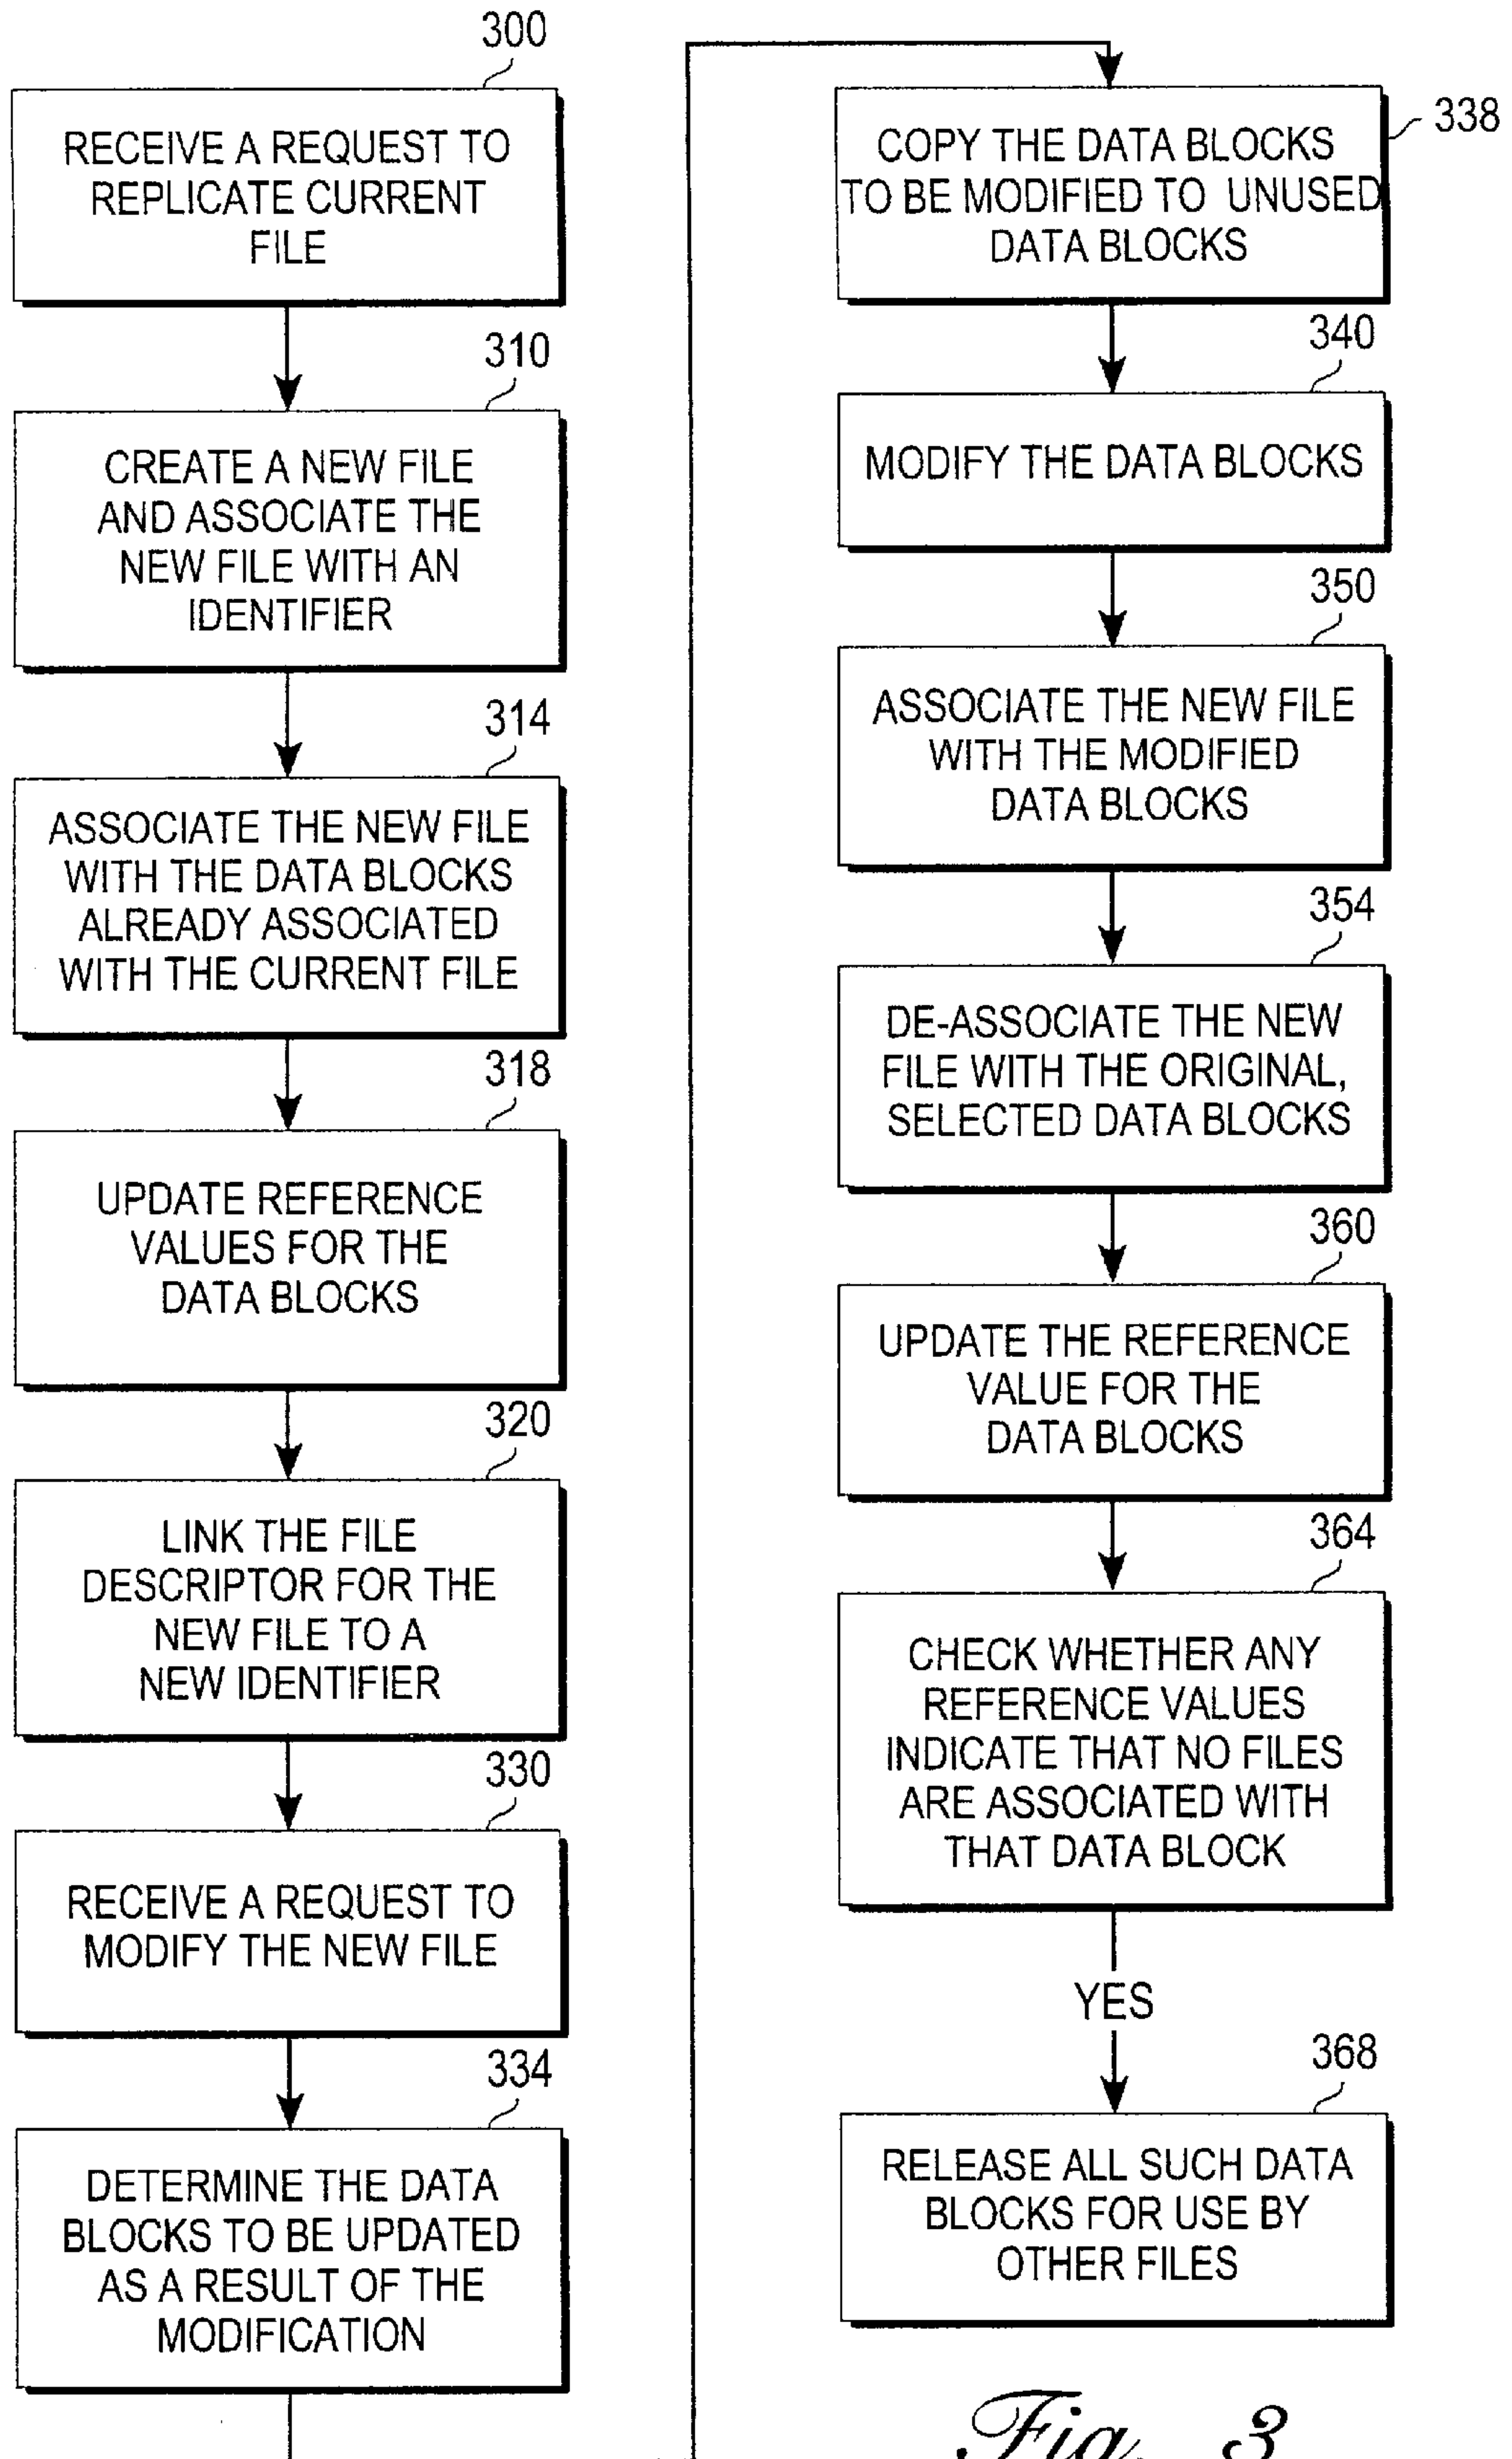 300
RECEIVE A REQUEST TO
REPLICATE CURRENT
FILE
310
CREATE A NEW FILE
AND ASSOCIATE THE
NEW FILE WITH AN
IDENTIFIER
314
ASSOCIATE THE NEW FILE
WITH THE DATA BLOCKS
ALREADY ASSOCIATED
WITH THE CURRENT FILE
318
UPDATE REFERENCE
VALUES FOR THE
DATA BLOCKS
320
LINK THE FILE
DESCRIPTOR FOR THE
NEW FILE TO A
NEW IDENTIFIER
330
RECEIVE A REQUEST TO
MODIFY THE NEW FILE
334
DETERMINE THE DATA
BLOCKS TO BE UPDATED
AS A RESULT OF THE
MODIFICATION
338
COPY THE DATA BLOCKS
TO BE MODIFIED TO UNUSED
DATA BLOCKS
340
MODIFY THE DATA BLOCKS
350
ASSOCIATE THE NEW FILE
WITH THE MODIFIED
DATA BLOCKS
354
DE-ASSOCIATE THE NEW
FILE WITH THE ORIGINAL,
SELECTED DATA BLOCKS
360
UPDATE THE REFERENCE
VALUE FOR THE
DATA BLOCKS
364
CHECK WHETHER ANY
REFERENCE VALUES
INDICATE THAT NO FILES
ARE ASSOCIATED WITH
THAT DATA BLOCK
YES
368
RELEASE ALL SUCH DATA
BLOCKS FOR USE BY
OTHER FILES
Fig. 3